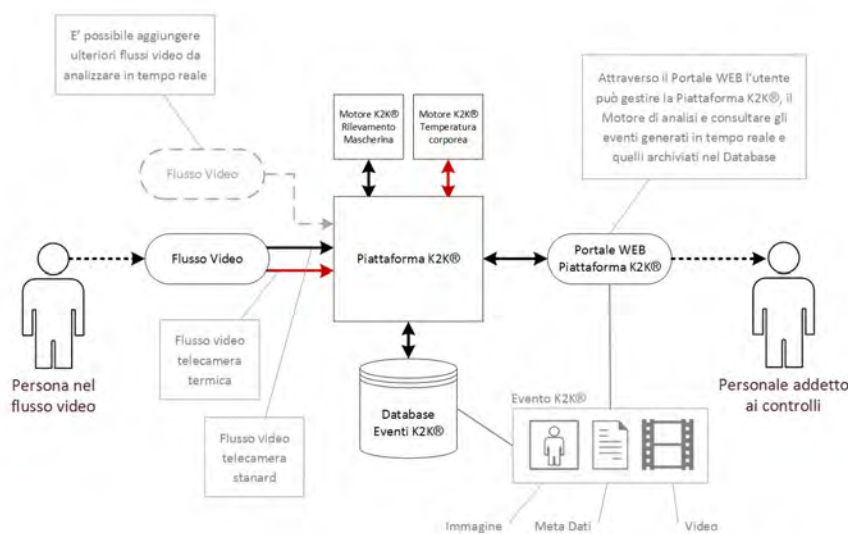 E' possibile aggiungere
ulteriori flussi video da
analizzare in tempo reale
Attraverso il Portale WEB l'utente
può gestire la Piattaforma K2K®, il
Motore di analisi e consultare gli
eventi generati in tempo reale e
quelli archiviati nel Database
Motore K2K®
Rilevamento
Mascherina
Motore K2K®
Temperatura
corporea
Flusso Video
Flusso Video
Piattaforma K2K®
Portale WEB
Piattaforma K2K®
Flusso video
telecamera
termica
Persona nel
flusso video
Personale addetto
ai controlli
Database
Eventi K2K®
Evento K2K®
Flusso video
telecamera
stanard
Immagine
Meta Dati
Video